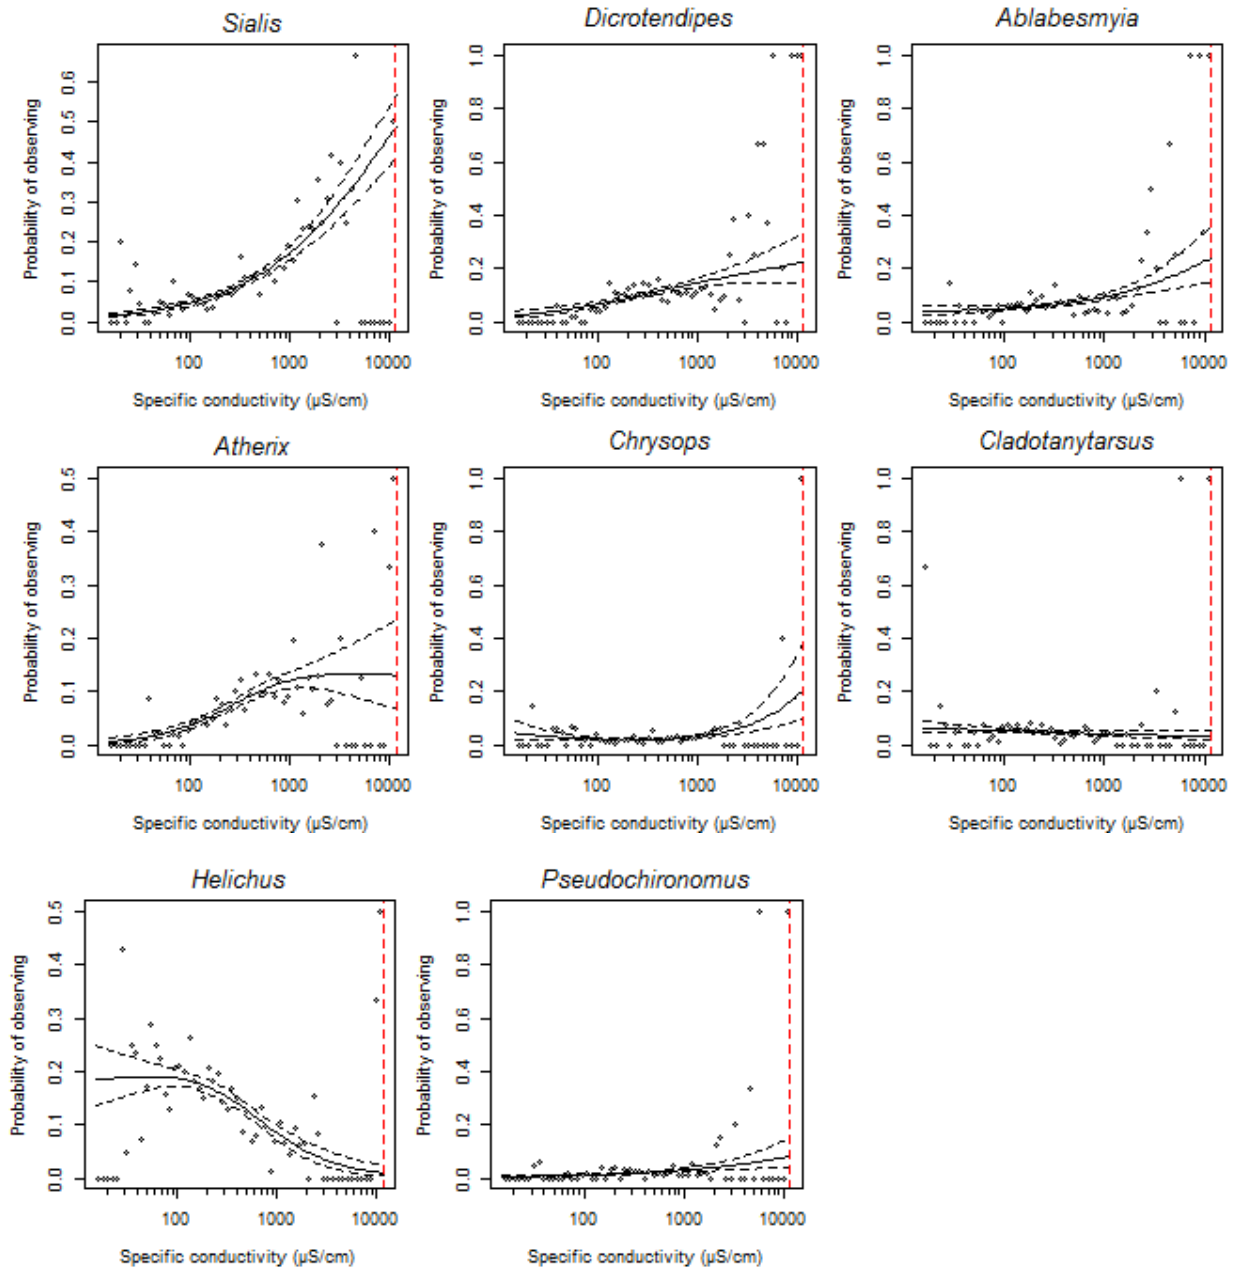 Sialis
Dicrotendipes
Ablabesmyia
Probability of observing
0.0 0.1 0.2 0.3 0.4 0.5 0.6
100 1000 10000
Specific conductivity (µS/cm)
Probability of observing
0.0 0.2 0.4 0.6 0.8 1.0
100 1000 10000
Specific conductivity (µS/cm)
Probability of observing
0.0 0.2 0.4 0.6 0.8 1.0
100 1000 10000
Specific conductivity (µS/cm)
Atherix
Chrysops
Cladotanytarsus
Probability of observing
0.0 0.1 0.2 0.3 0.4 0.5
100 1000 10000
Specific conductivity (µS/cm)
Probability of observing
0.0 0.2 0.4 0.6 0.8 1.0
100 1000 10000
Specific conductivity (µS/cm)
Probability of observing
0.0 0.2 0.4 0.6 0.8 1.0
100 1000 10000
Specific conductivity (µS/cm)
Helichus
Pseudochironomus
Probability of observing
0.0 0.1 0.2 0.3 0.4 0.5
100 1000 10000
Specific conductivity (µS/cm)
Probability of observing
0.0 0.2 0.4 0.6 0.8 1.0
100 1000 10000
Specific conductivity (µS/cm)